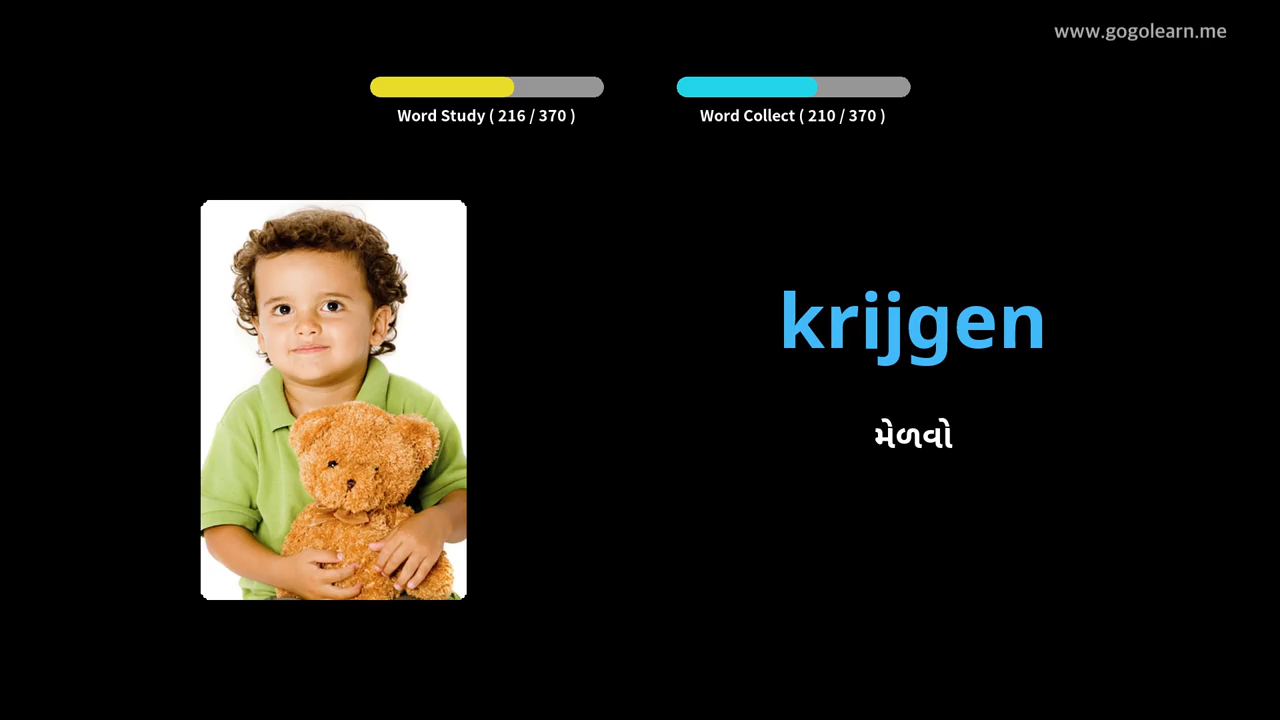 www.gogolearn.me
Word Study ( 216 / 370 )
Word Collect ( 210 / 370 )
krijgen
મેળવો